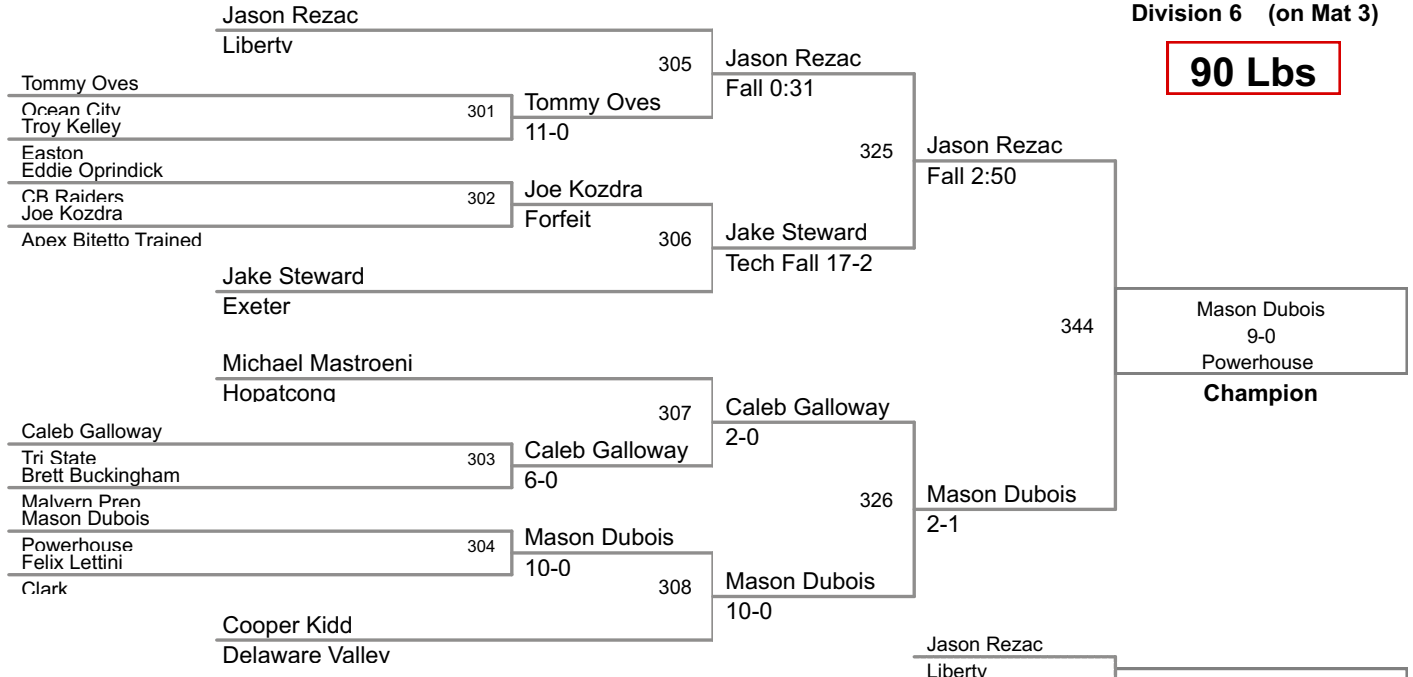 Division 6 (on Mat 3)
90 Lbs
Jason Rezac
Liberty
305
Jason Rezac
Fall 0:31
Tommy Oves
Ocean City
301
Tommy Oves
11-0
Troy Kelley
Easton
325
Jason Rezac
Fall 2:50
Eddie Oprindick
CB Raiders
302
Joe Kozdra
Forfeit
Joe Kozdra
Apex Bitetto Trained
306
Jake Steward
Tech Fall 17-2
Jake Steward
Exeter
344
Mason Dubois
9-0
Powerhouse
Champion
Michael Mastroeni
Hopatcong
307
Caleb Galloway
2-0
Caleb Galloway
Tri State
303
Caleb Galloway
6-0
Brett Buckingham
Malvern Prep
326
Mason Dubois
2-1
Mason Dubois
Powerhouse
304
Mason Dubois
10-0
Felix Lettini
Clark
308
Mason Dubois
10-0
Cooper Kidd
Delaware Valley
Jason Rezac
Liberty